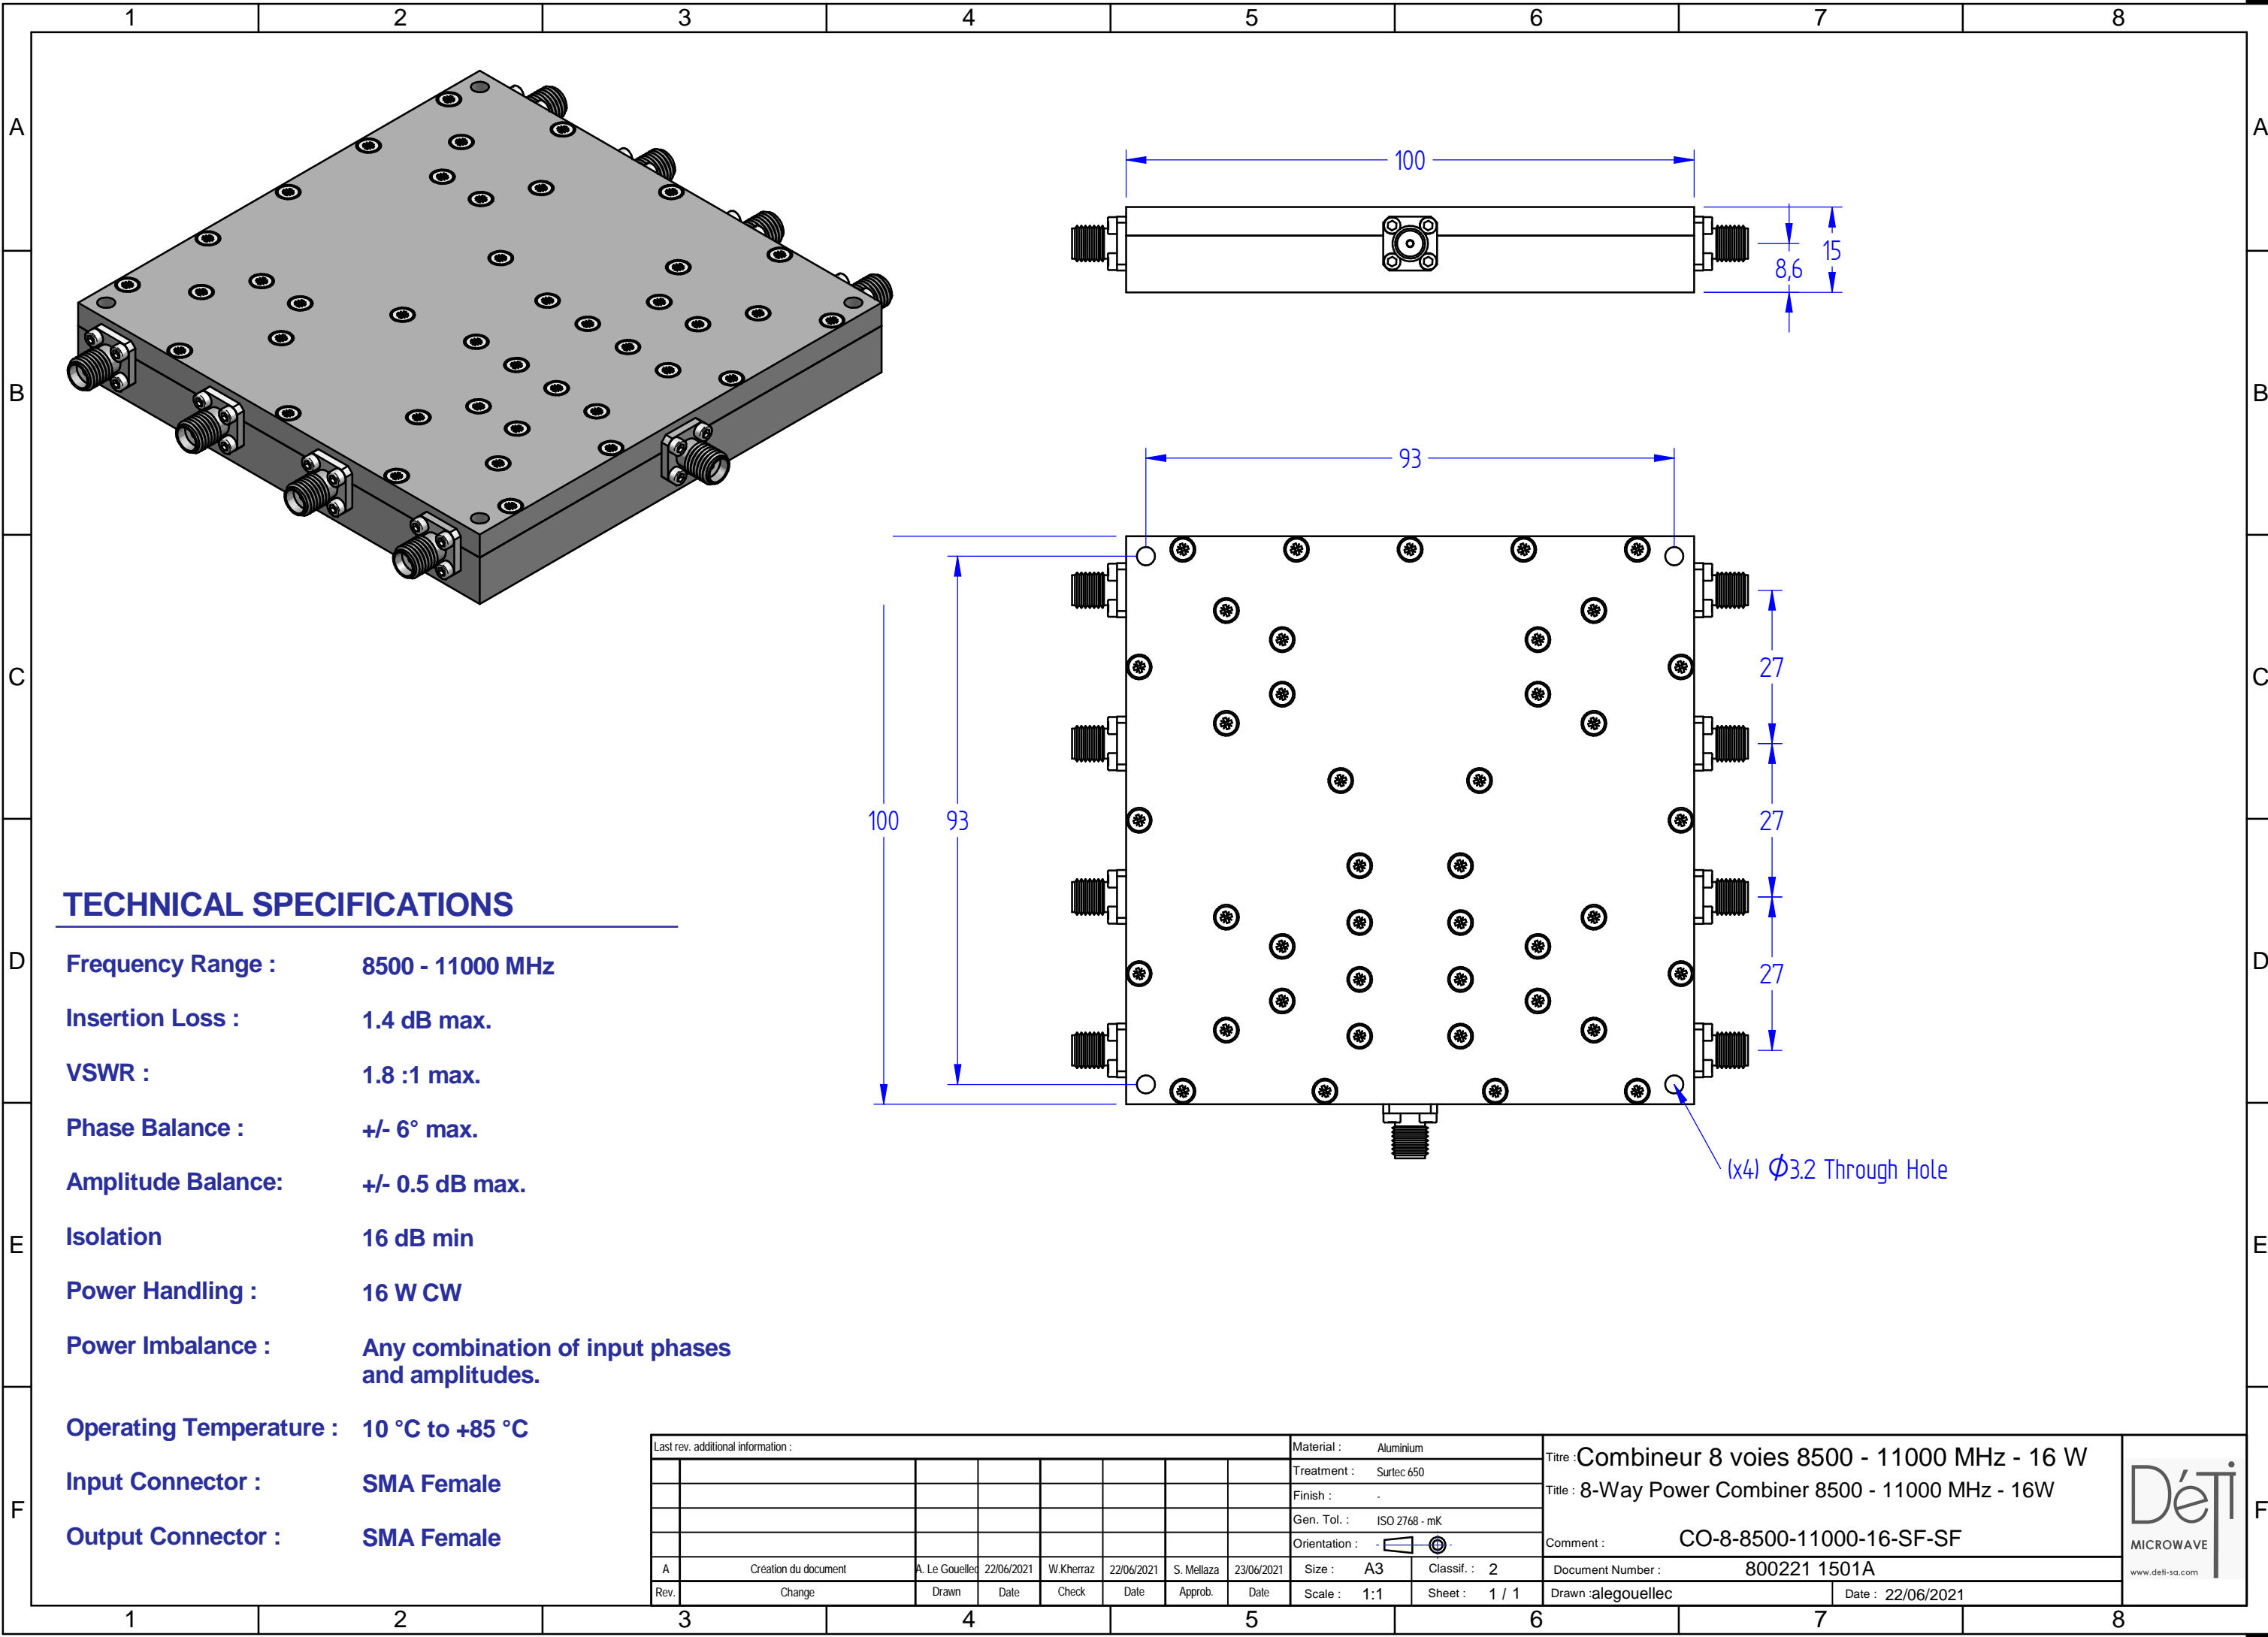 1 2 3 4 5 6 7 8
A A
B B
C C
D D
E E
F F
100
15
8,6
93
100
93
27
27
27
(x4) Ø3.2 Through Hole
TECHNICAL SPECIFICATIONS
Frequency Range : 8500 - 11000 MHz
Insertion Loss : 1.4 dB max.
VSWR : 1.8 :1 max.
Phase Balance : +/- 6° max.
Amplitude Balance: +/- 0.5 dB max.
Isolation 16 dB min
Power Handling : 16 W CW
Power Imbalance : Any combination of input phases
and amplitudes.
Operating Temperature : 10 °C to +85 °C
Input Connector : SMA Female
Output Connector : SMA Female
Last rev. additional information :
A Création du document A. Le Gouellec 22/06/2021 W.Kherraz 22/06/2021 S. Mellaza 23/06/2021
Rev. Change Drawn Date Check Date Approb. Date
Material : Aluminium
Treatment : Surtec 650
Finish : -
Gen. Tol. : ISO 2768 - mK
Orientation :
Size : A3 Classif. : 2
Scale : 1:1 Sheet : 1 / 1
Titre : Combineur 8 voies 8500 - 11000 MHz - 16 W
Title : 8-Way Power Combiner 8500 - 11000 MHz - 16W
Comment : CO-8-8500-11000-16-SF-SF
Document Number : 800221 1501A
Drawn :alegouellec Date : 22/06/2021
DéTi
MICROWAVE
www.deti-sa.com
1 2 3 4 5 6 7 8